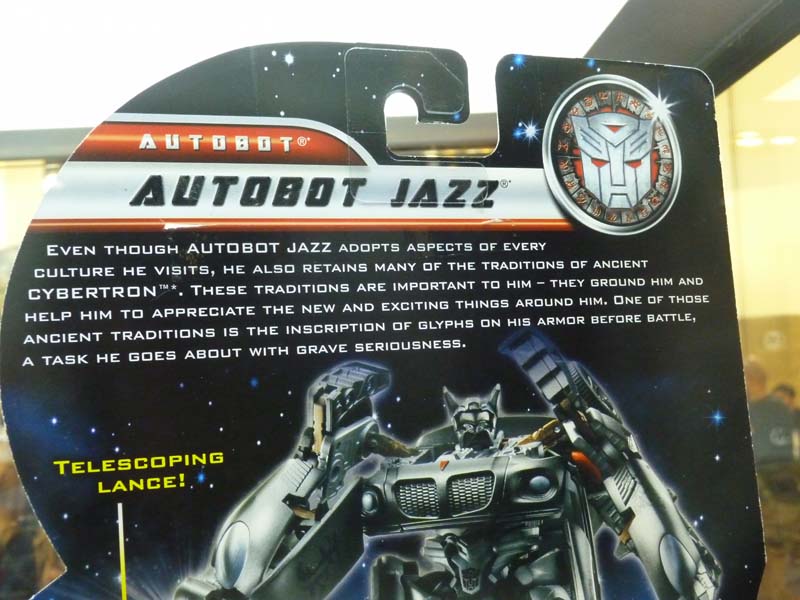 AUTOBOT®*
AUTOBOT JAZZ®*
EVEN THOUGH AUTOBOT JAZZ ADOPTS ASPECTS OF EVERY
CULTURE HE VISITS, HE ALSO RETAINS MANY OF THE TRADITIONS OF ANCIENT
CYBERTRON™*. THESE TRADITIONS ARE IMPORTANT TO HIM – THEY GROUND HIM AND
HELP HIM TO APPRECIATE THE NEW AND EXCITING THINGS AROUND HIM. ONE OF THOSE
ANCIENT TRADITIONS IS THE INSCRIPTION OF GLYPHS ON HIS ARMOR BEFORE BATTLE,
A TASK HE GOES ABOUT WITH GRAVE SERIOUSNESS.
TELESCOPING
LANCE!